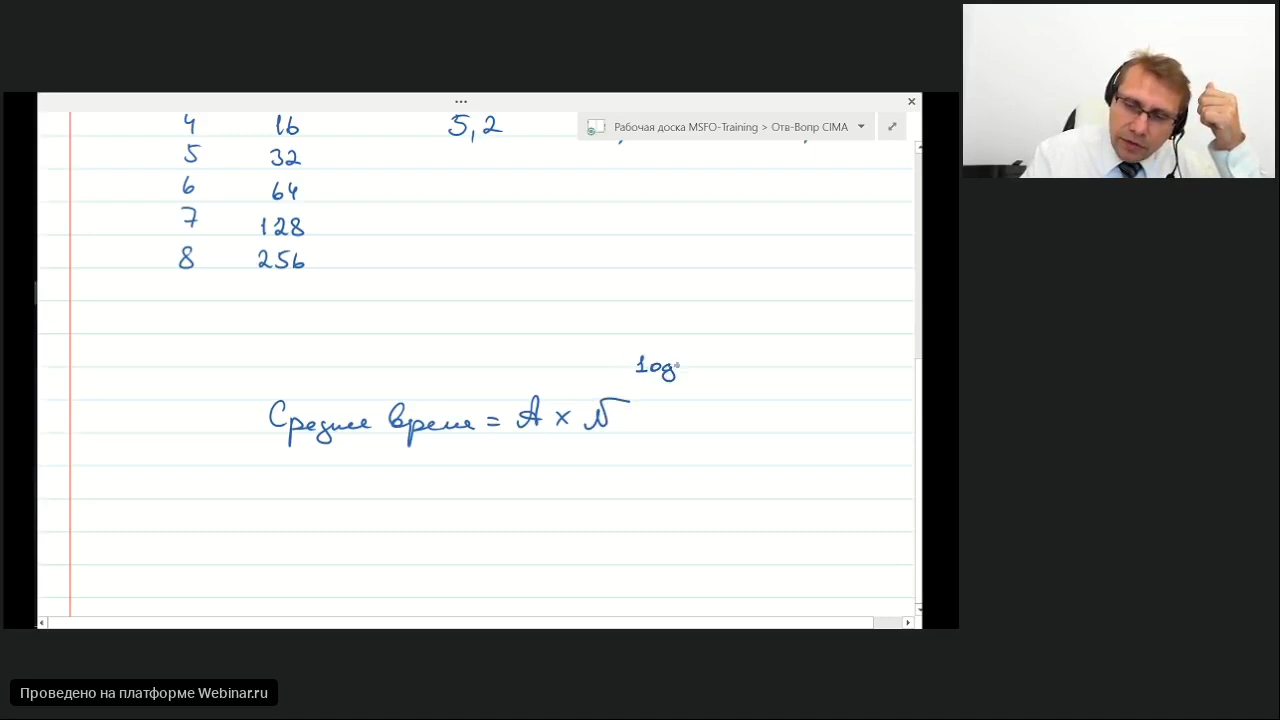 ...
Рабочая доска MSFO-Training > Отв-Вопр CIMA
4 16 5,2
5 32
6 64
7 128
8 256
log
Среднее время = A x N
Проведено на платформе Webinar.ru